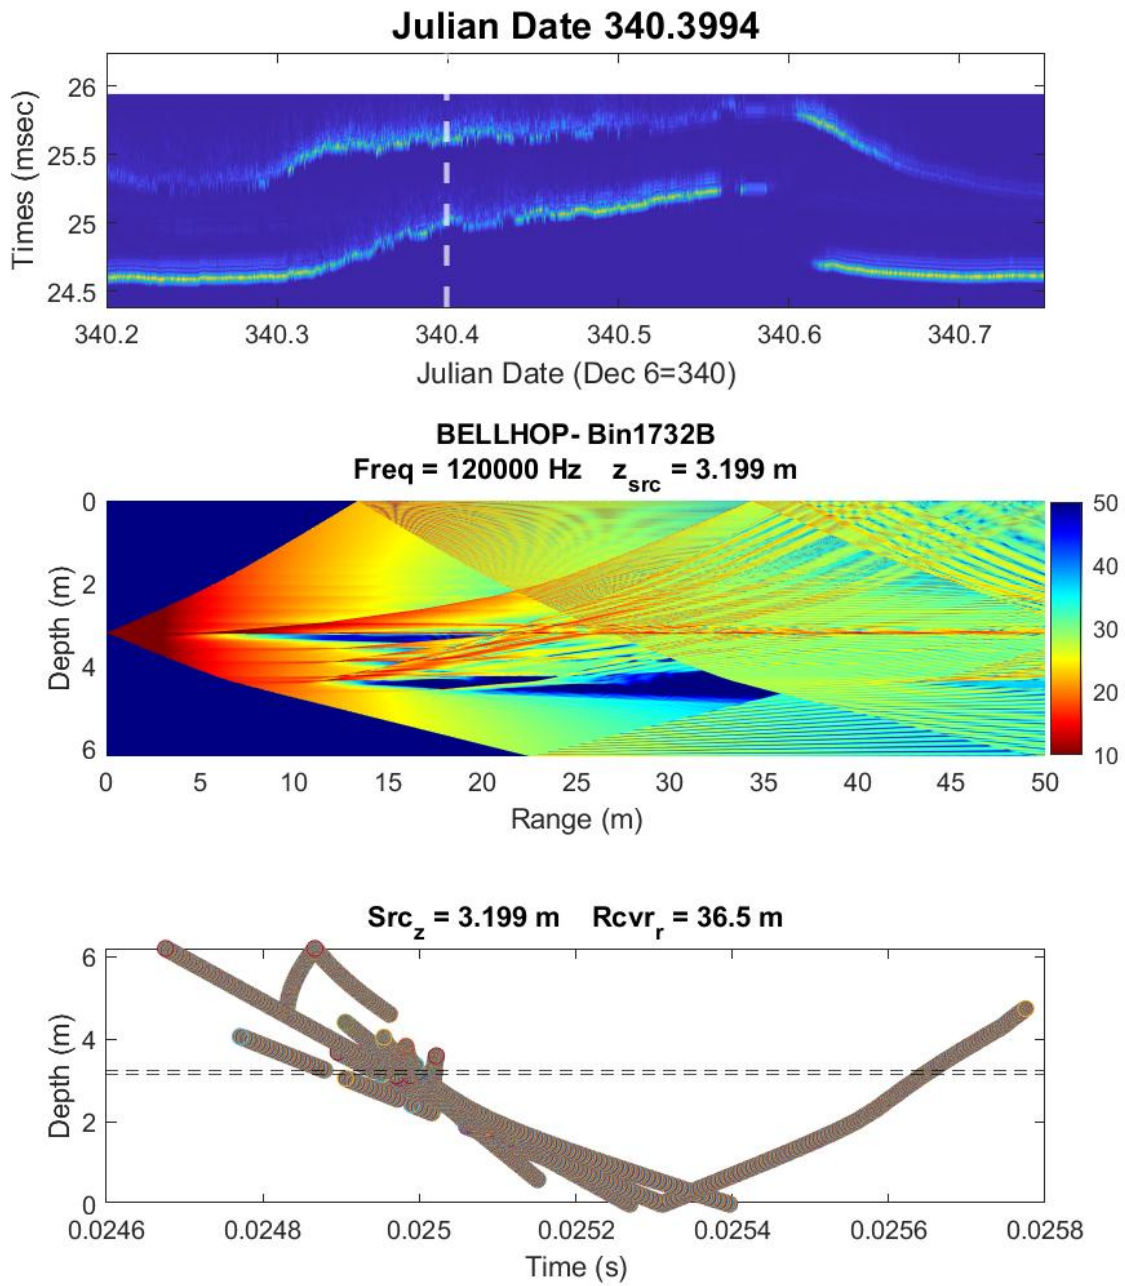 Julian Date 340.3994
26
25.5
25
24.5
Times (msec)
340.2 340.3 340.4 340.5 340.6 340.7
Julian Date (Dec 6=340)
BELLHOP- Bin1732B
Freq = 120000 Hz z_src = 3.199 m
0
2
4
6
Depth (m)
0 5 10 15 20 25 30 35 40 45 50
Range (m)
50
40
30
20
10
Src_z = 3.199 m Rcvr_r = 36.5 m
6
4
2
0
Depth (m)
0.0246 0.0248 0.025 0.0252 0.0254 0.0256 0.0258
Time (s)